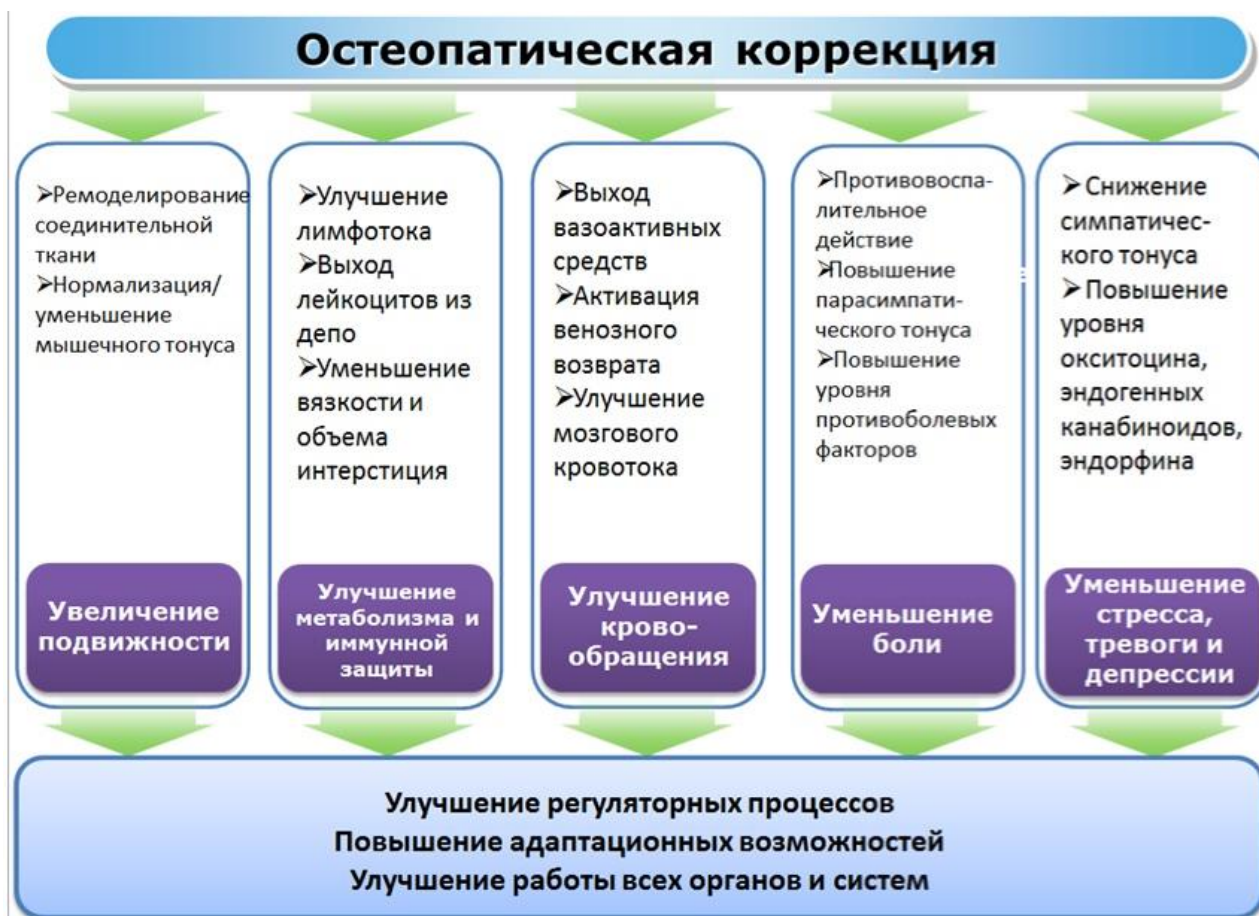 Остеопатическая коррекция
➢Ремоделирование
соединительной
ткани
➢Нормализация/
уменьшение
мышечного тонуса
Увеличение
подвижности
➢Улучшение
лимфотока
➢Выход
лейкоцитов из
депо
➢Уменьшение
вязкости и
объема
интерстиция
Улучшение
метаболизма и
иммунной
защиты
➢Выход
вазоактивных
средств
➢Активация
венозного
возврата
➢Улучшение
мозгового
кровотока
Улучшение
крово-
обращения
➢Противовоспа-
лительное
действие
➢Повышение
парасимпати-
ческого тонуса
➢Повышение
уровня
противоболевых
факторов
Уменьшение
боли
➢ Снижение
симпатичес-
кого тонуса
➢ Повышение
уровня
окситоцина,
эндогенных
канабиноидов,
эндорфина
Уменьшение
стресса,
тревоги и
депрессии
Улучшение регуляторных процессов
Повышение адаптационных возможностей
Улучшение работы всех органов и систем